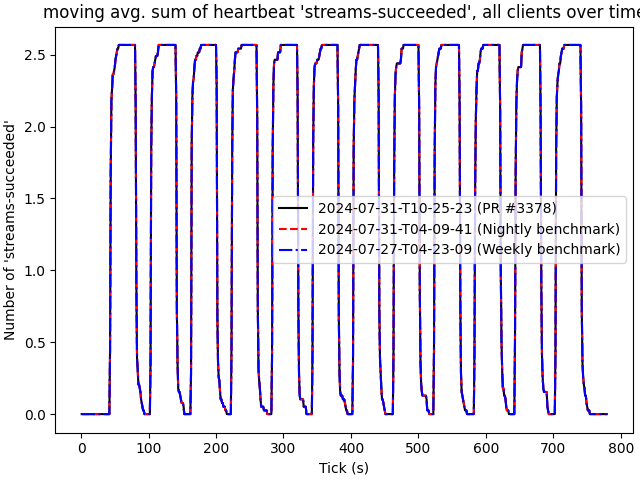 moving avg. sum of heartbeat 'streams-succeeded', all clients over time
Number of 'streams-succeeded'
2.5
2.0
1.5
1.0
0.5
0.0
2024-07-31-T10-25-23 (PR #3378)
2024-07-31-T04-09-41 (Nightly benchmark)
2024-07-27-T04-23-09 (Weekly benchmark)
0 100 200 300 400 500 600 700 800
Tick (s)